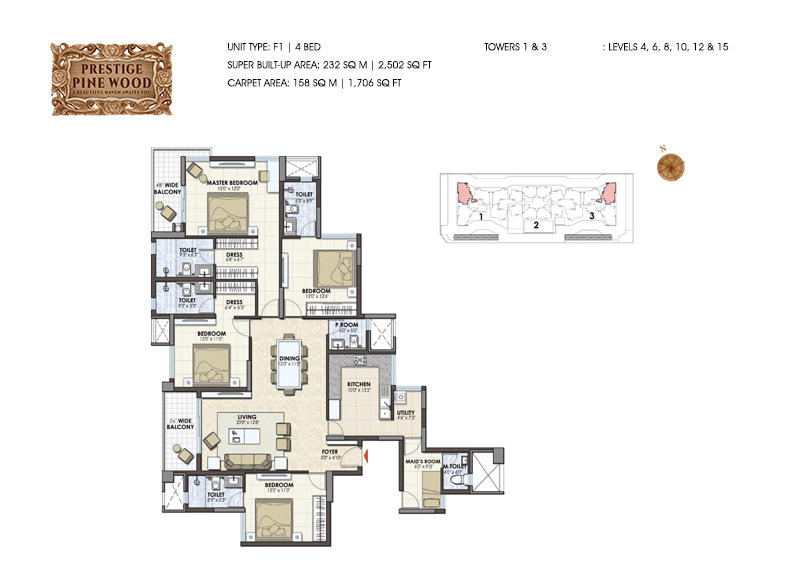 UNIT TYPE: F1 | 4 BED
TOWERS 1 & 3 : LEVELS 4, 6, 8, 10, 12 & 15
SUPER BUILT-UP AREA: 232 SQ M | 2,502 SQ FT
CARPET AREA: 158 SQ M | 1,706 SQ FT
PRESTIGE
PINE WOOD
A BEAUTIFUL HAVEN AWAITS YOU
N
1
2
3
4'8" WIDE
BALCONY
MASTER BEDROOM
13'0" x 12'0"
TOILET
5'3" x 8'9"
TOILET
9'3" x 6'3"
DRESS
6'8" x 6'7"
BEDROOM
12'0" x 12'6"
TOILET
9'3" x 5'3"
DRESS
6'4" x 5'3"
BEDROOM
12'0" x 11'0"
P.ROOM
6'0" x 5'0"
DINING
12'0" x 11'8"
KITCHEN
10'0" x 13'2"
UTILITY
4'6" x 7'3"
5'4" WIDE
BALCONY
LIVING
20'0" x 12'8"
FOYER
5'0" x 4'10"
MAID'S ROOM
6'0" x 9'0"
M.TOILET
4'0" x 6'0"
TOILET
8'9" x 5'3"
BEDROOM
13'0" x 11'0"